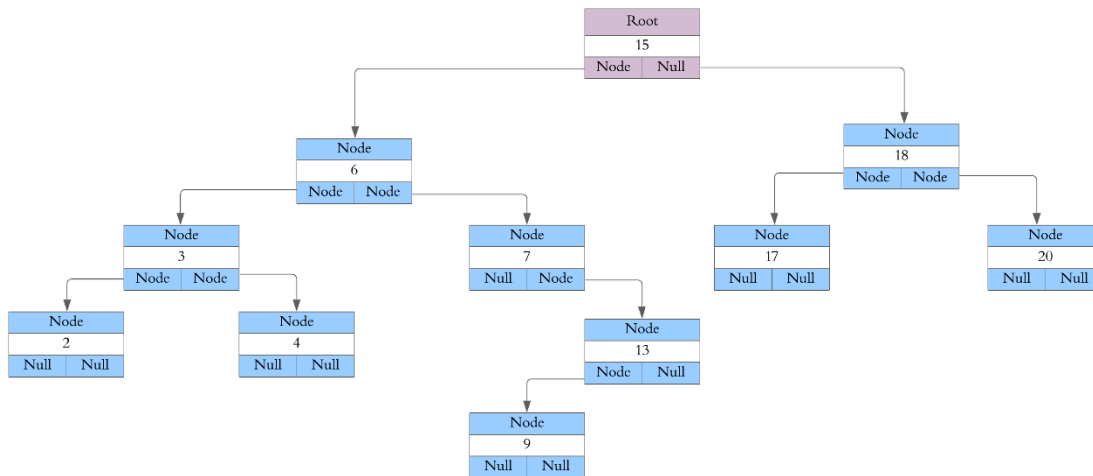 Root
15
Node Null
Node
18
Node Node
Node
6
Node Node
Node
3
Node Node
Node
7
Null Node
Node
17
Null Null
Node
20
Null Null
Node
2
Null Null
Node
4
Null Null
Node
13
Node Null
Node
9
Null Null